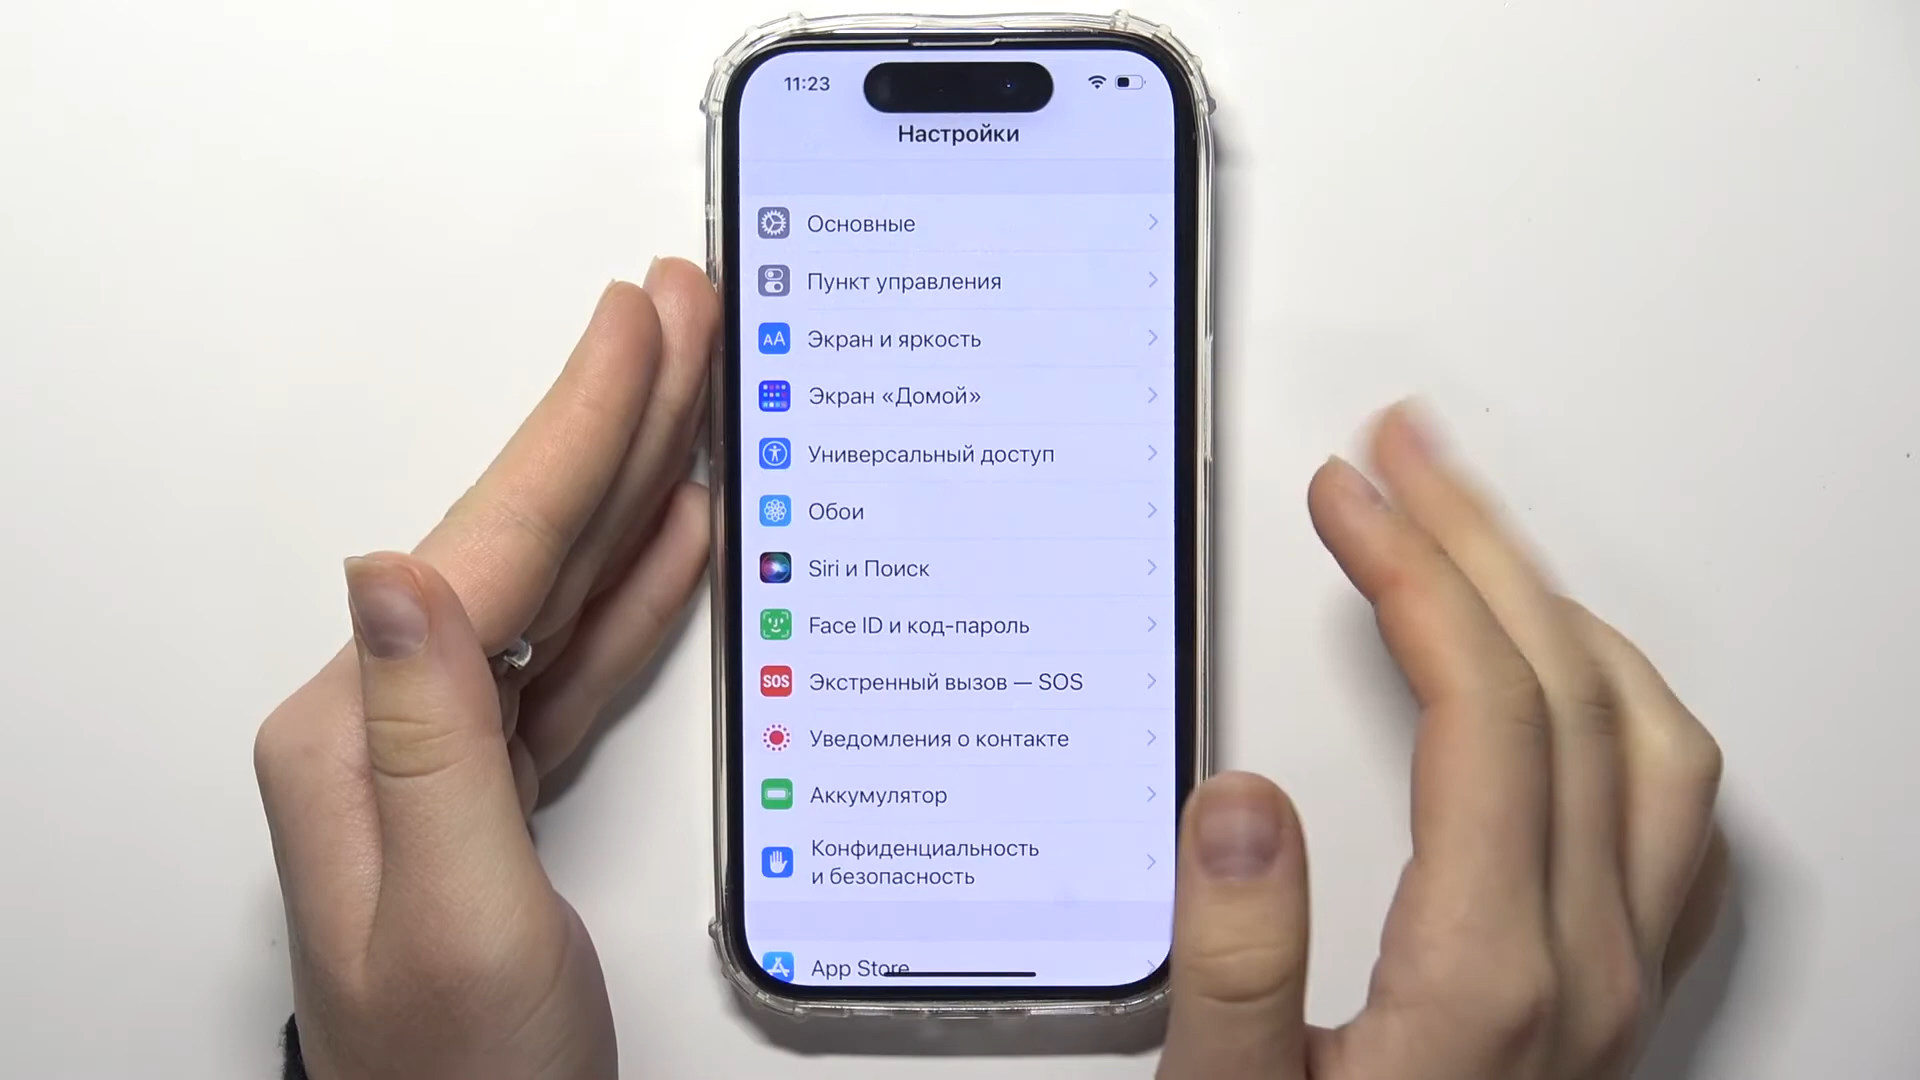 11:23
Настройки
Основные
Пункт управления
AA
Экран и яркость
Экран «Домой»
Универсальный доступ
Обои
Siri и Поиск
Face ID и код-пароль
SOS
Экстренный вызов — SOS
Уведомления о контакте
Аккумулятор
Конфиденциальность
и безопасность
App Store